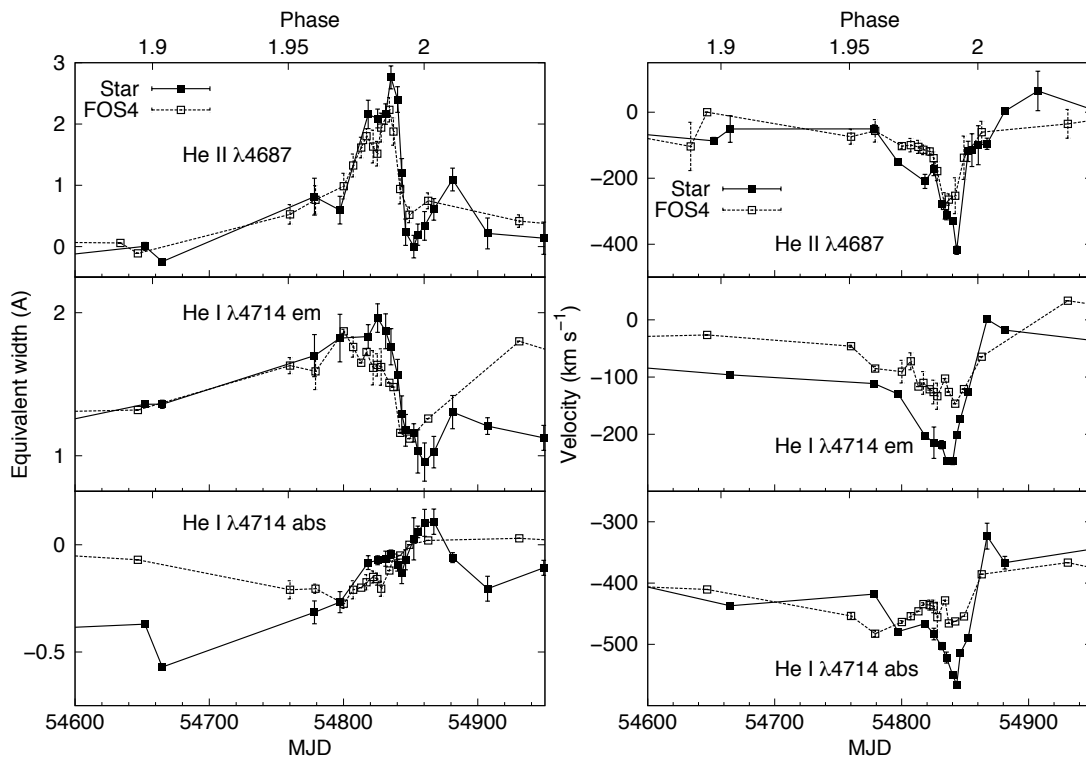 Phase
1.9 1.95 2
3
2
1
0
Star
FOS4
He II λ4687
2
1
Equivalent width (A)
He I λ4714 em
0
−0.5
He I λ4714 abs
54600 54700 54800 54900
MJD
Phase
1.9 1.95 2
0
−200
−400
Star
FOS4
He II λ4687
0
−100
−200
Velocity (km s⁻¹)
He I λ4714 em
−300
−400
−500
He I λ4714 abs
54600 54700 54800 54900
MJD